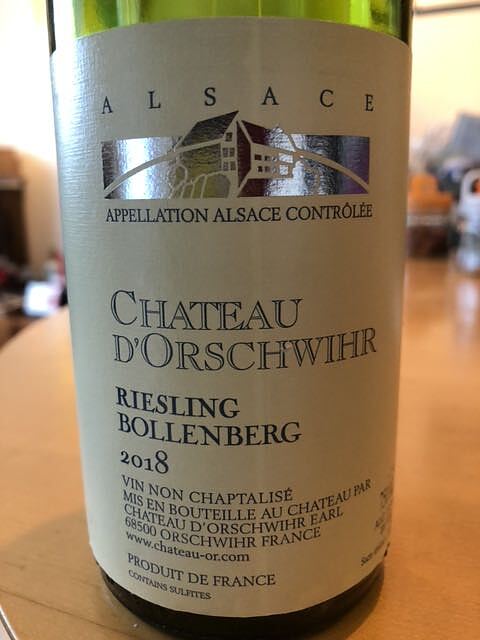 ALSACE
APPELLATION ALSACE CONTRÔLÉE
CHATEAU
D'ORSCHWIHR
RIESLING
BOLLENBERG
2018
VIN NON CHAPTALISÉ
MIS EN BOUTEILLE AU CHATEAU PAR
CHATEAU D'ORSCHWIHR EARL
68500 ORSCHWIHR FRANCE
www.chateau-or.com
PRODUIT DE FRANCE
CONTAINS SULFITES